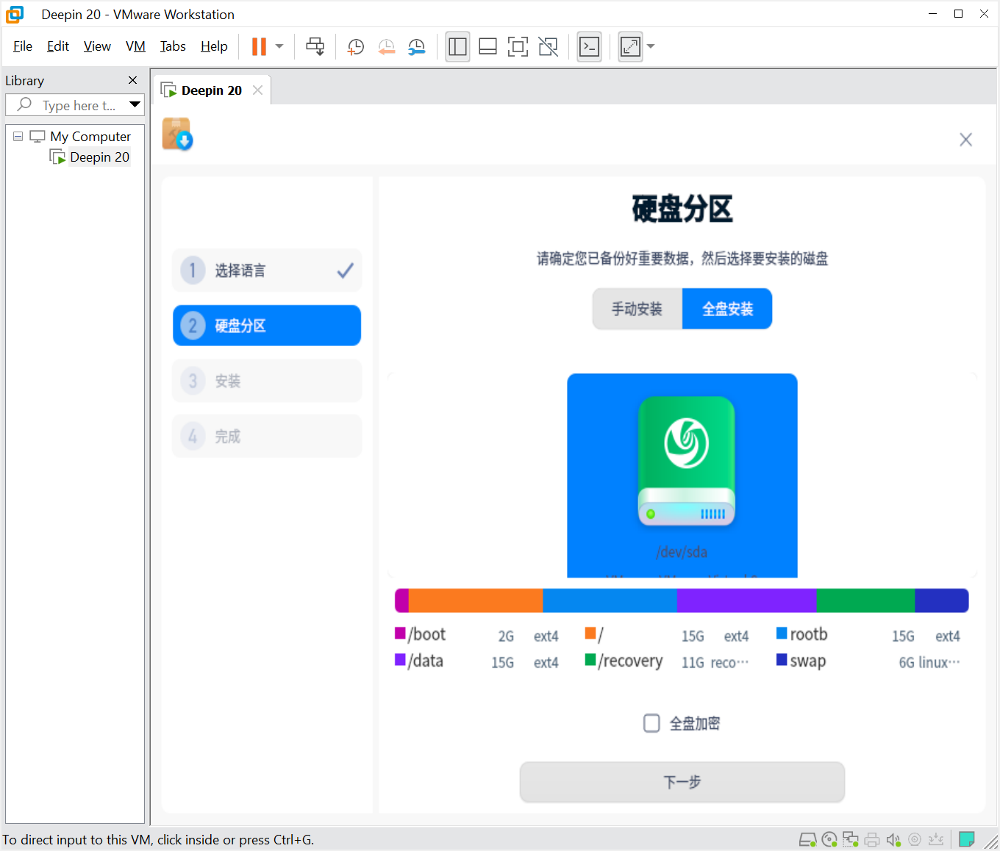 Deepin 20 - VMware Workstation
File Edit View VM Tabs Help
Library
Type here t...
My Computer
Deepin 20
Deepin 20
1 选择语言
2 硬盘分区
3 安装
4 完成
硬盘分区
请确定您已备份好重要数据，然后选择要安装的磁盘
手动安装 全盘安装
/dev/sda
/boot 2G ext4 / 15G ext4 rootb 15G ext4
/data 15G ext4 /recovery 11G reco··· swap 6G linux···
全盘加密
下一步
To direct input to this VM, click inside or press Ctrl+G.